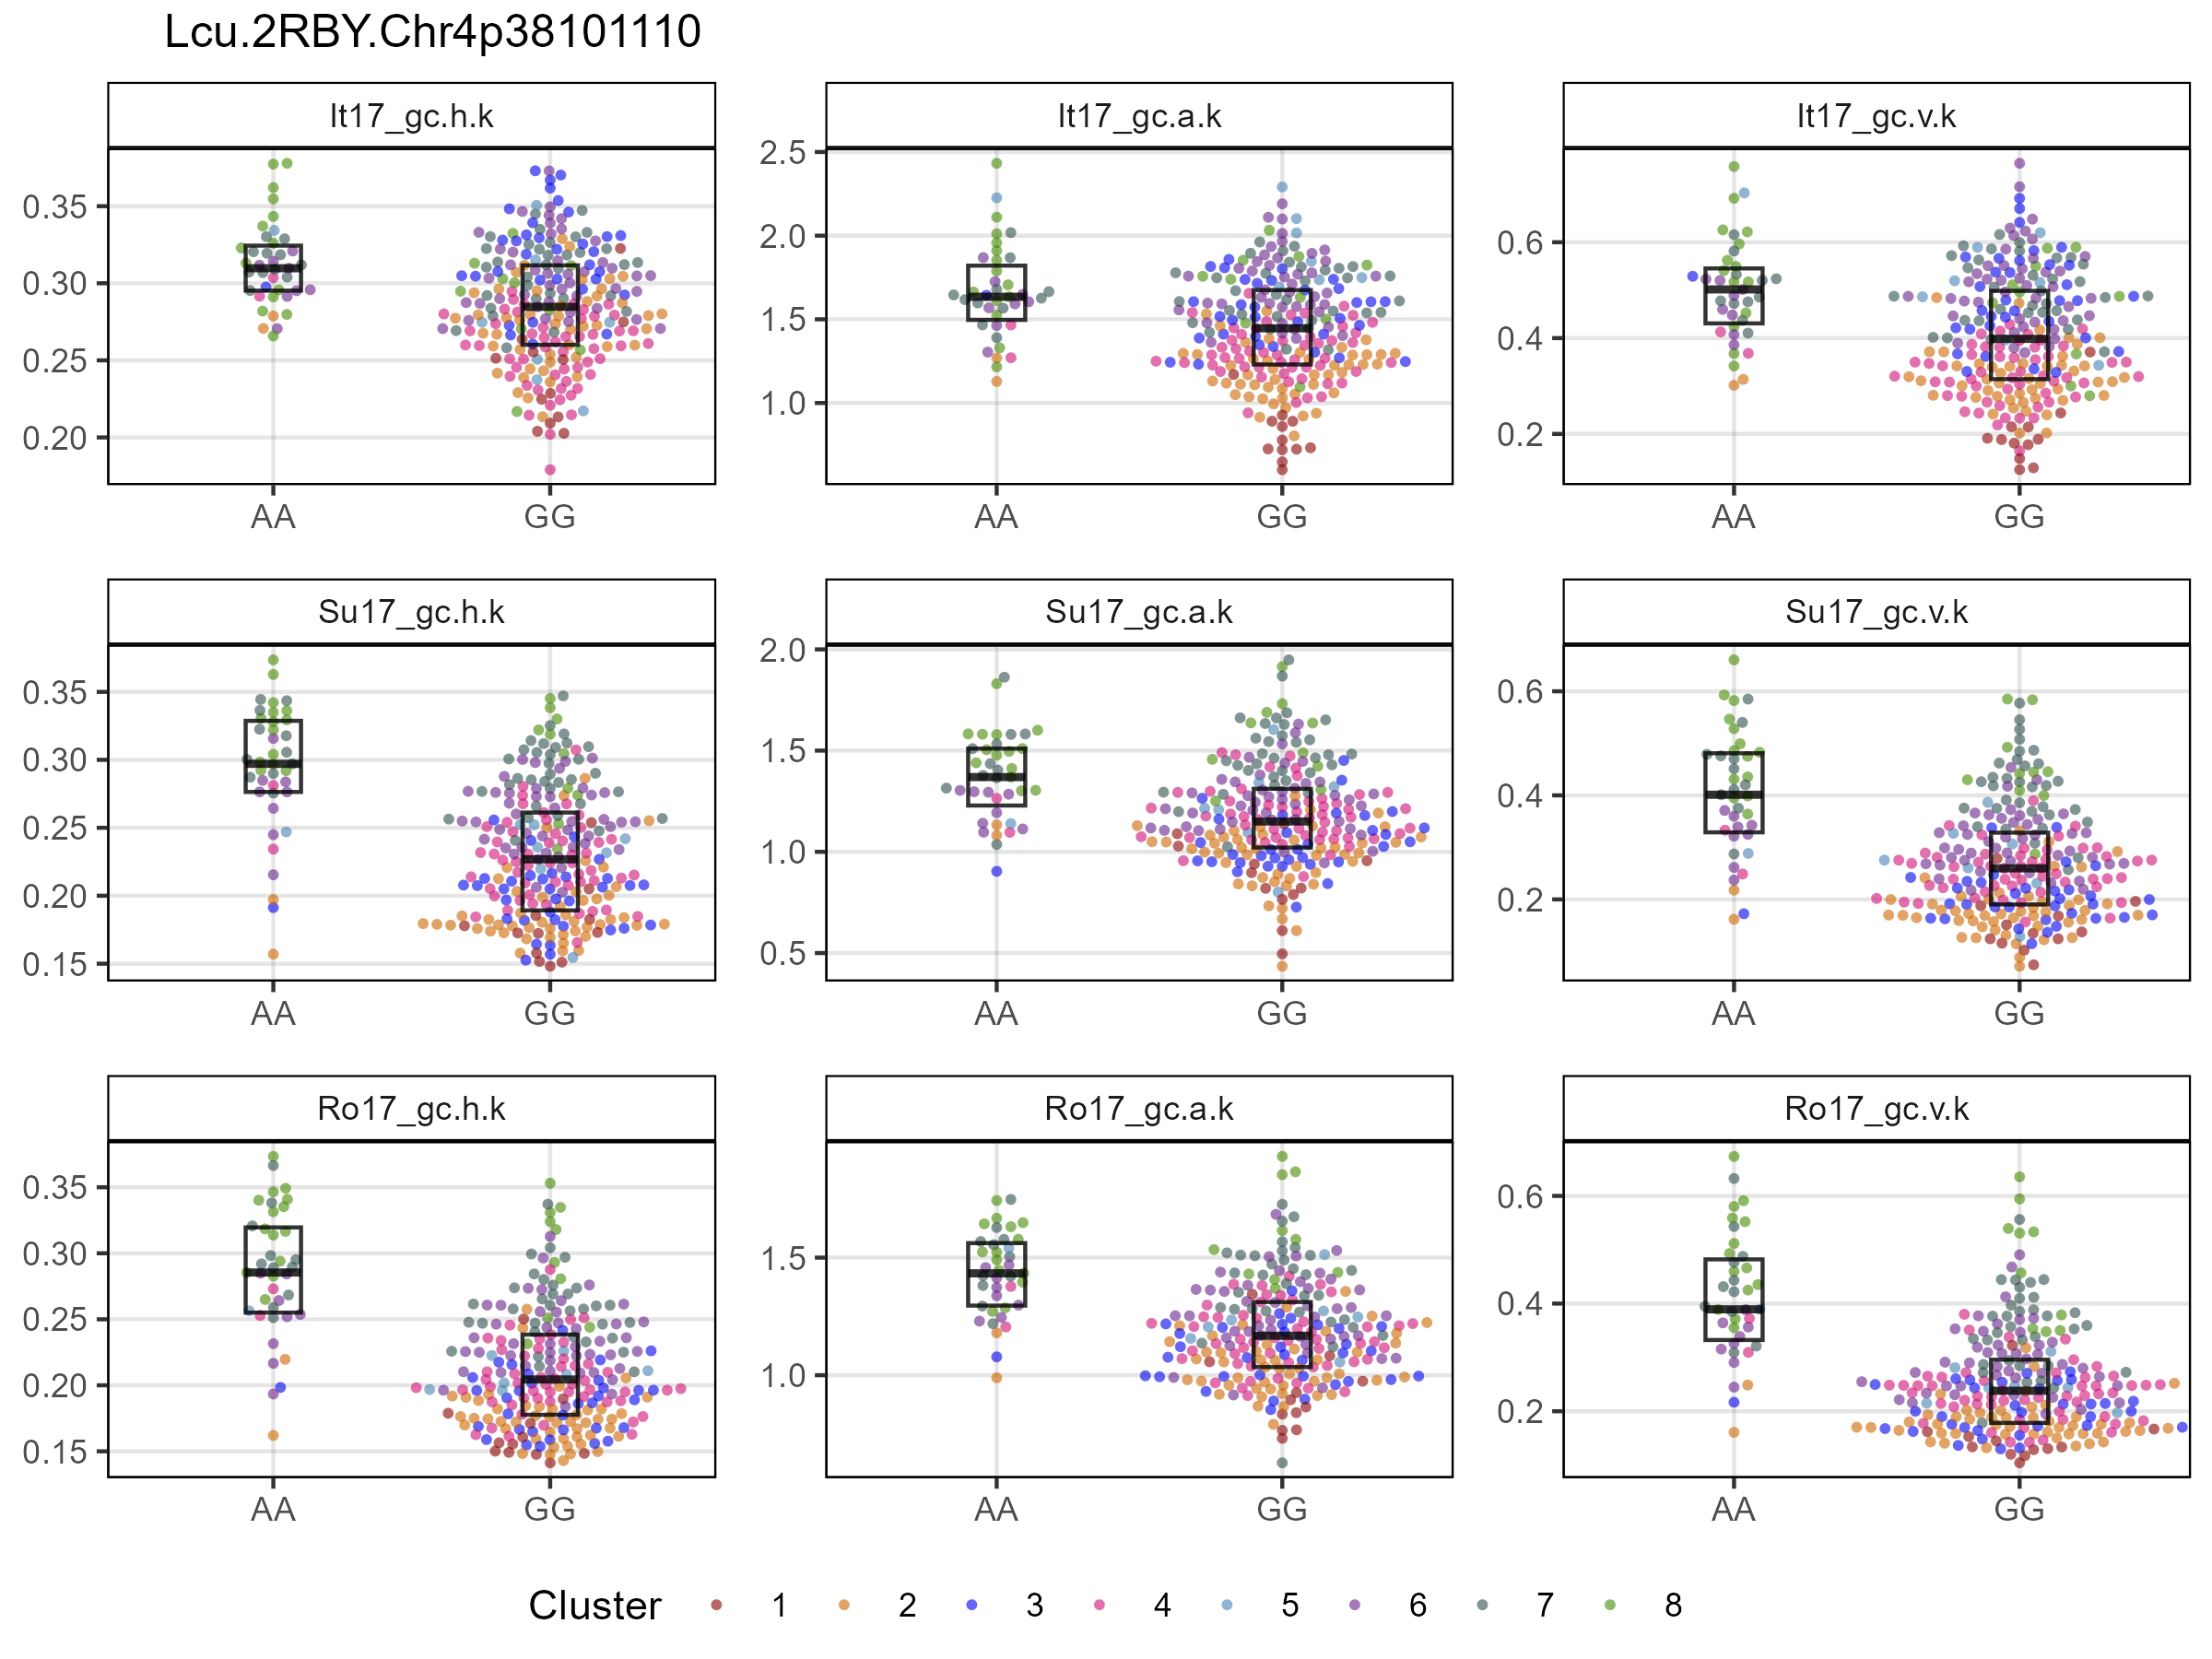 Lcu.2RBY.Chr4p38101110
It17_gc.h.k It17_gc.a.k It17_gc.v.k
2.5
0.35 2.0 0.6
0.30 1.5 0.4
0.25 1.0 0.2
0.20
AA GG AA GG AA GG
Su17_gc.h.k Su17_gc.a.k Su17_gc.v.k
2.0
0.35 1.5 0.6
0.30 1.0 0.4
0.25 0.5 0.2
0.20
0.15
AA GG AA GG AA GG
Ro17_gc.h.k Ro17_gc.a.k Ro17_gc.v.k
0.35 1.5 0.6
0.30 1.0 0.4
0.25 0.2
0.20
0.15
AA GG AA GG AA GG
Cluster 1 2 3 4 5 6 7 8